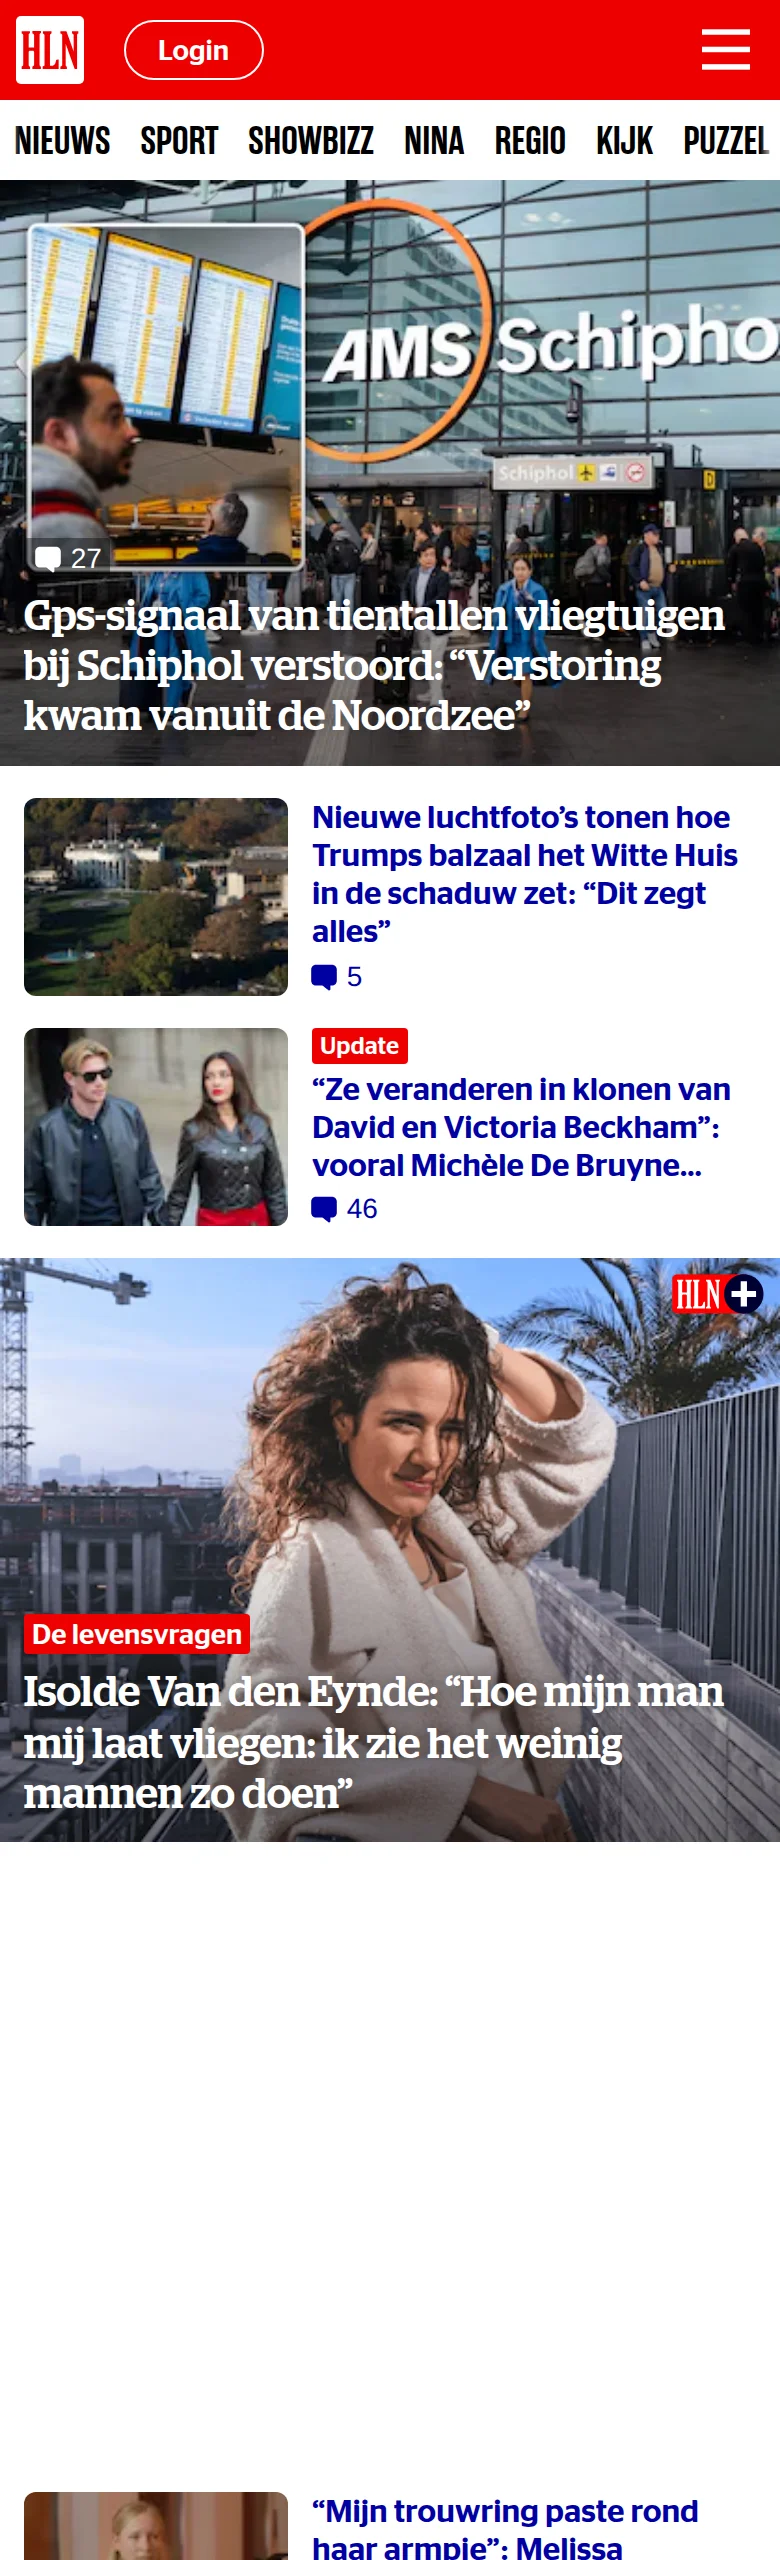 HLN
Login
NIEUWS SPORT SHOWBIZZ NINA REGIO KIJK PUZZEL
AMS Schipho
Schiphol
D
27
Gps-signaal van tientallen vliegtuigen
bij Schiphol verstoord: “Verstoring
kwam vanuit de Noordzee”
Nieuwe luchtfoto’s tonen hoe
Trumps balzaal het Witte Huis
in de schaduw zet: “Dit zegt
alles”
5
Update
“Ze veranderen in klonen van
David en Victoria Beckham”:
vooral Michèle De Bruyne...
46
HLN+
De levensvragen
Isolde Van den Eynde: “Hoe mijn man
mij laat vliegen: ik zie het weinig
mannen zo doen”
“Mijn trouwring paste rond
haar armpje”: Melissa